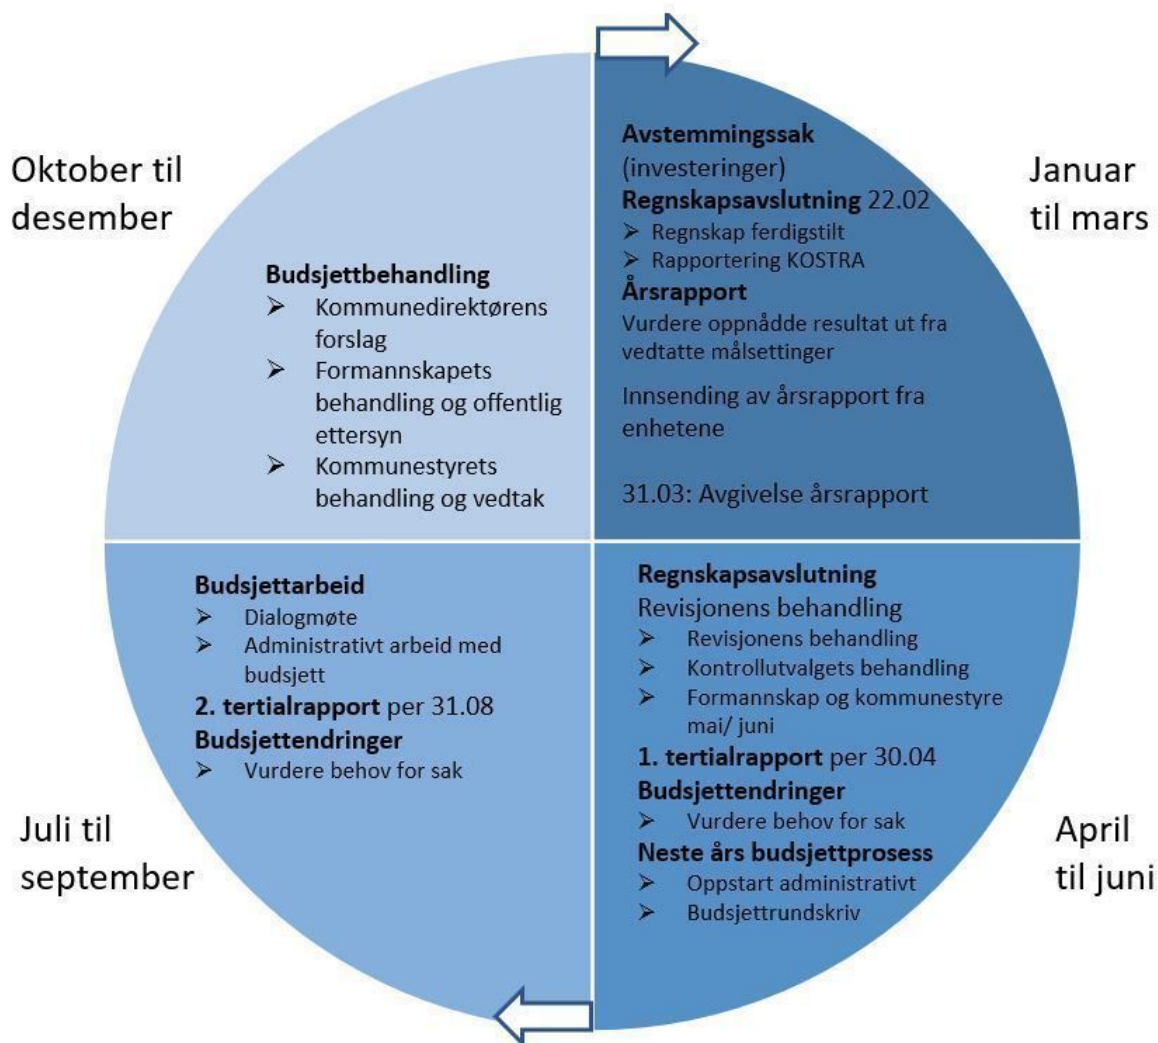 Januar
til mars
Avstemmingssak
(investeringer)
Regnskapsavslutning 22.02
➢ Regnskap ferdigstilt
➢ Rapportering KOSTRA
Årsrapport
Vurdere oppnådde resultat ut fra
vedtatte målsettinger
Innsending av årsrapport fra
enhetene
31.03: Avgivelse årsrapport
April
til juni
Regnskapsavslutning
Revisjonens behandling
➢ Revisjonens behandling
➢ Kontrollutvalgets behandling
➢ Formannskap og kommunestyre
mai/ juni
1. tertialrapport per 30.04
Budsjettendringer
➢ Vurdere behov for sak
Neste års budsjettprosess
➢ Oppstart administrativt
➢ Budsjettrundskriv
Juli til
september
Budsjettarbeid
➢ Dialogmøte
➢ Administrativt arbeid med
budsjett
2. tertialrapport per 31.08
Budsjettendringer
➢ Vurdere behov for sak
Oktober til
desember
Budsjettbehandling
➢ Kommunedirektørens
forslag
➢ Formannskapets
behandling og offentlig
ettersyn
➢ Kommunestyrets
behandling og vedtak